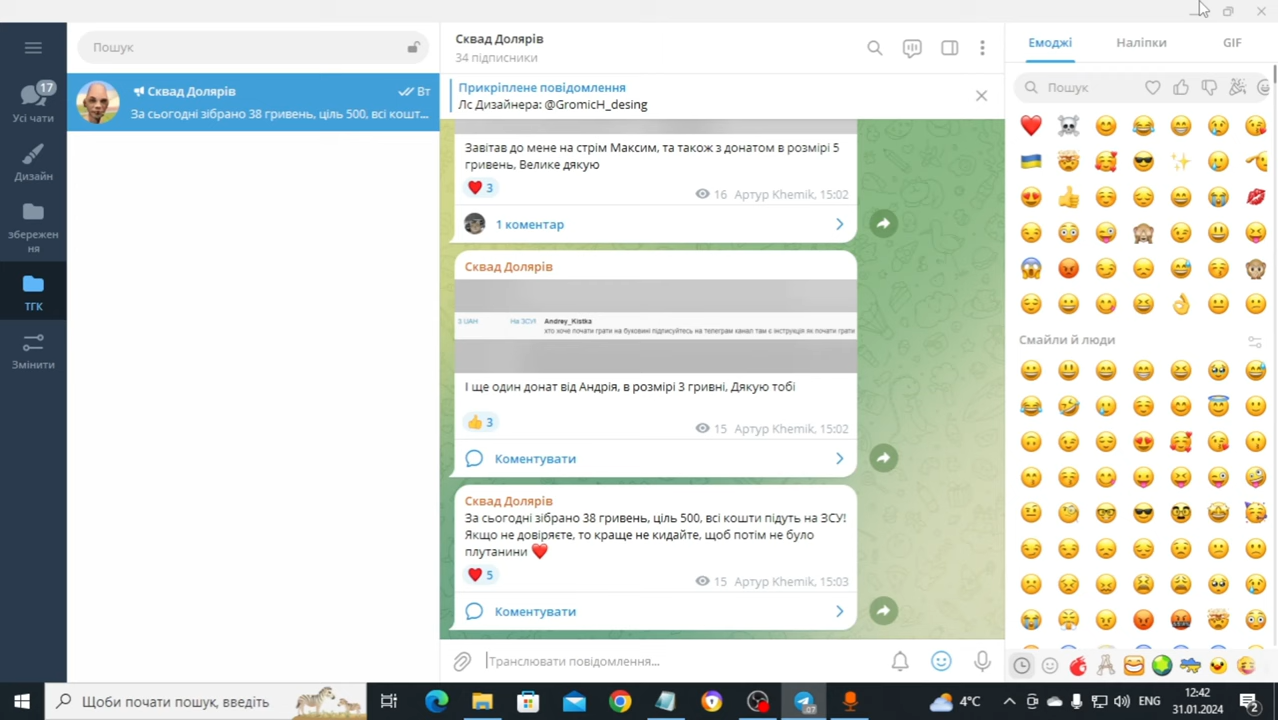 Пошук
17
Усі чати
Дизайн
збережен
ня
ТГК
Змінити
Сквад Долярів
Вт
За сьогодні зібрано 38 гривень, ціль 500, всі кошт...
Сквад Долярів
34 підписники
Прикріплене повідомлення
Лс Дизайнера: @GromicH_desing
Завітав до мене на стрім Максим, та також з донатом в розмірі 5
гривень, Велике дякую
3
16 Артур Khemik, 15:02
1 коментар
Сквад Долярів
3 UAH
На ЗСУ!
Andrey_Kistka
хто хоче почати грати на буковині підписуйтесь на телеграм канал там є інструкція як почати грати
І ще один донат від Андрія, в розмірі 3 гривні, Дякую тобі
3
15 Артур Khemik, 15:02
Коментувати
Сквад Долярів
За сьогодні зібрано 38 гривень, ціль 500, всі кошти підуть на ЗСУ!
Якщо не довіряєте, то краще не кидайте, щоб потім не було
плутанини ❤️
5
15 Артур Khemik, 15:03
Коментувати
Транслювати повідомлення...
Емоджі
Наліпки
GIF
Пошук
Смайли й люди
Щоби почати пошук, введіть
4°C
ENG
12:42
31.01.2024
2